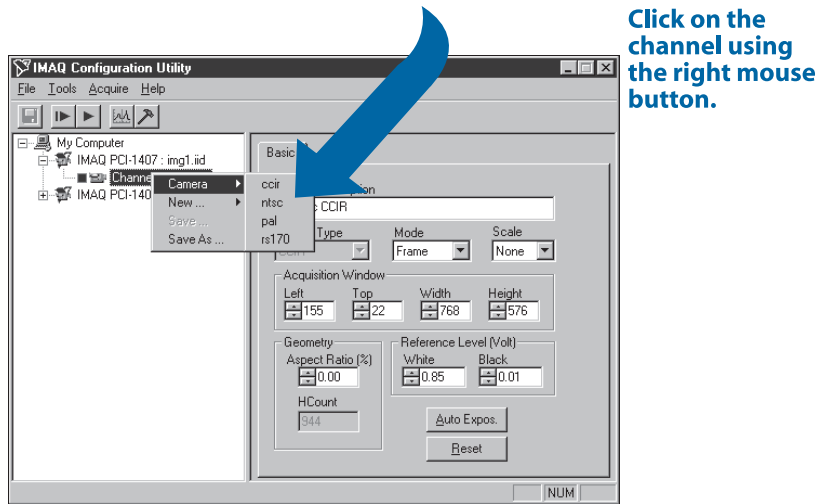 Click on the
channel using
the right mouse
button.
IMAQ Configuration Utility
File Tools Acquire Help
My Computer
IMAQ PCI-1407 : img1.iid
Channe
IMAQ PCI-140
Camera
New ...
Save ...
Save As ...
ccir
ntsc
pal
rs170
Basic
CCIR
Type
Mode
Scale
Frame
None
Acquisition Window
Left Top Width Height
155 22 768 576
Geometry
Aspect Ratio (%)
0.00
HCount
944
Reference Level (Volt)
White Black
0.85 0.01
Auto Expos.
Reset
NUM